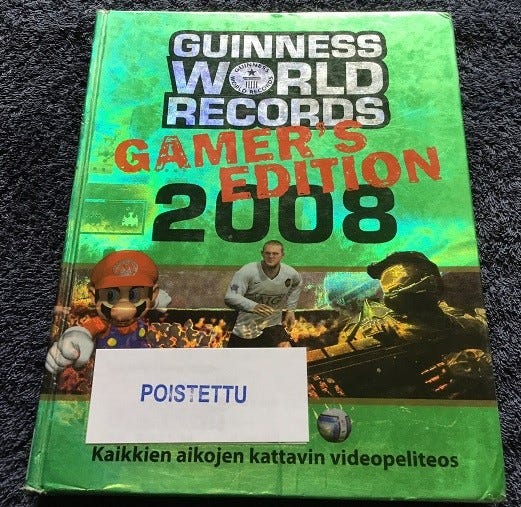 GUINNESS
WORLD
RECORDS
GAMER'S
EDITION
2008
POISTETTU
Kaikkien aikojen kattavin videopeliteos